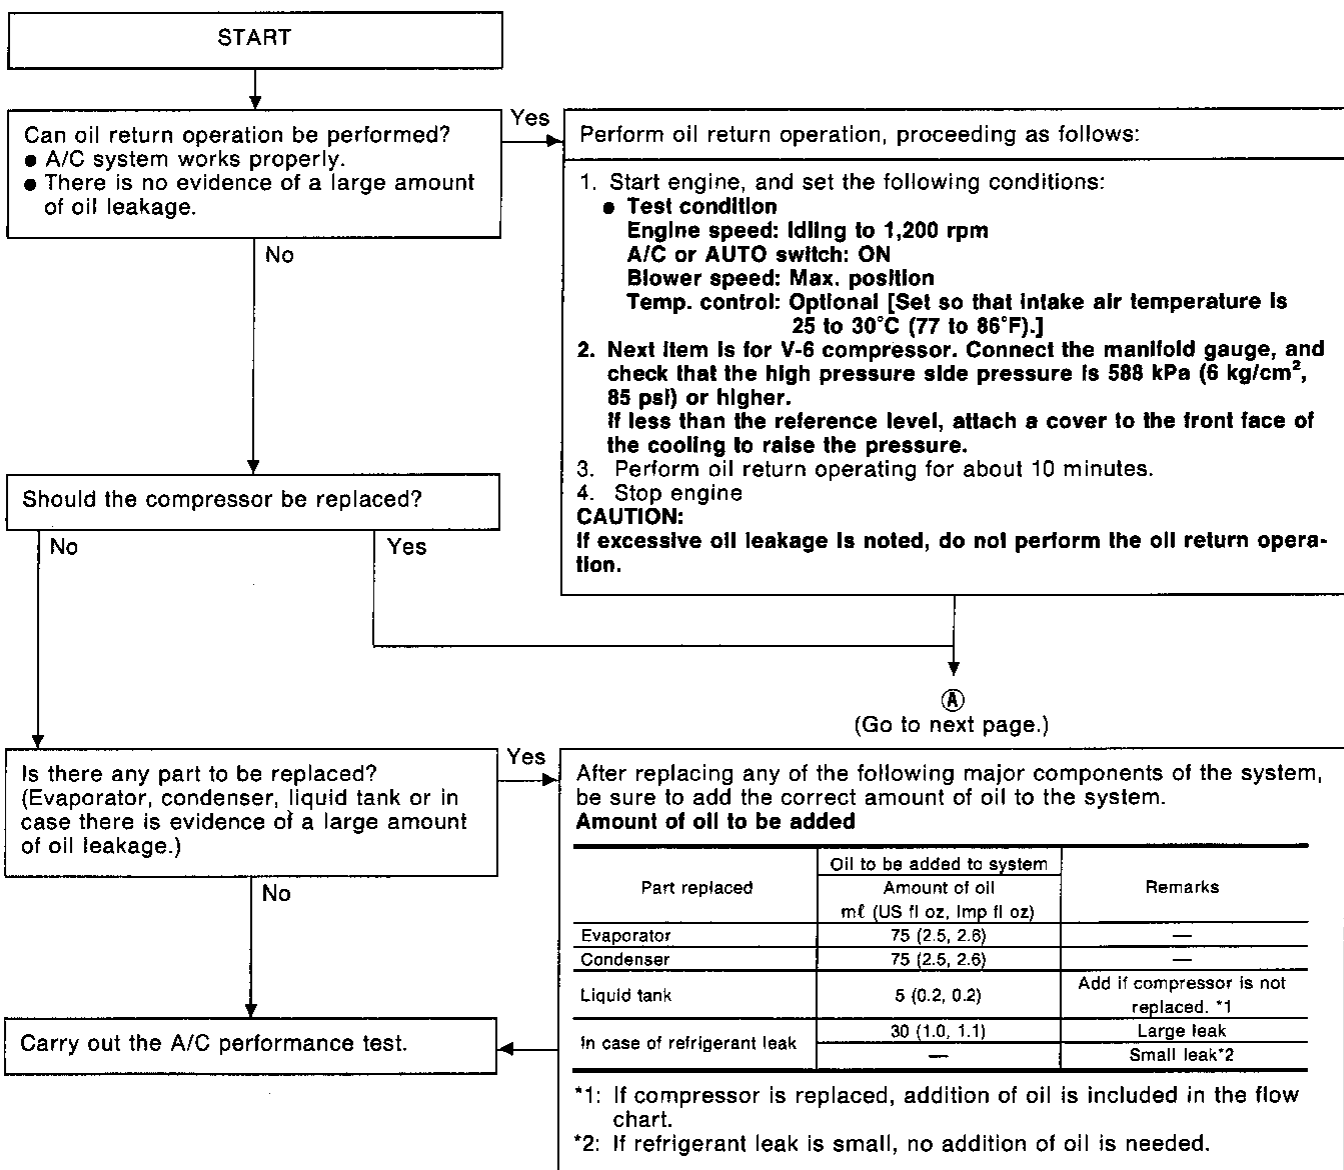 START
Can oil return operation be performed?
● A/C system works properly.
● There is no evidence of a large amount
of oil leakage.
Yes
No
Perform oil return operation, proceeding as follows:
1. Start engine, and set the following conditions:
● Test condition
Engine speed: Idling to 1,200 rpm
A/C or AUTO switch: ON
Blower speed: Max. position
Temp. control: Optional [Set so that intake air temperature is
25 to 30°C (77 to 86°F).]
2. Next item is for V-6 compressor. Connect the manifold gauge, and
check that the high pressure side pressure is 588 kPa (6 kg/cm²,
85 psi) or higher.
If less than the reference level, attach a cover to the front face of
the cooling to raise the pressure.
3. Perform oil return operating for about 10 minutes.
4. Stop engine
CAUTION:
If excessive oil leakage is noted, do not perform the oil return opera-
tion.
Should the compressor be replaced?
No
Yes
Ⓐ
(Go to next page.)
Is there any part to be replaced?
(Evaporator, condenser, liquid tank or in
case there is evidence of a large amount
of oil leakage.)
Yes
No
Carry out the A/C performance test.
After replacing any of the following major components of the system,
be sure to add the correct amount of oil to the system.
Amount of oil to be added
Part replaced
Oil to be added to system
Amount of oil
mℓ (US fl oz, Imp fl oz)
Remarks
Evaporator 75 (2.5, 2.6) —
Condenser 75 (2.5, 2.6) —
Liquid tank 5 (0.2, 0.2) Add if compressor is not
replaced. *1
In case of refrigerant leak 30 (1.0, 1.1) Large leak
— Small leak*2
*1: If compressor is replaced, addition of oil is included in the flow
chart.
*2: If refrigerant leak is small, no addition of oil is needed.